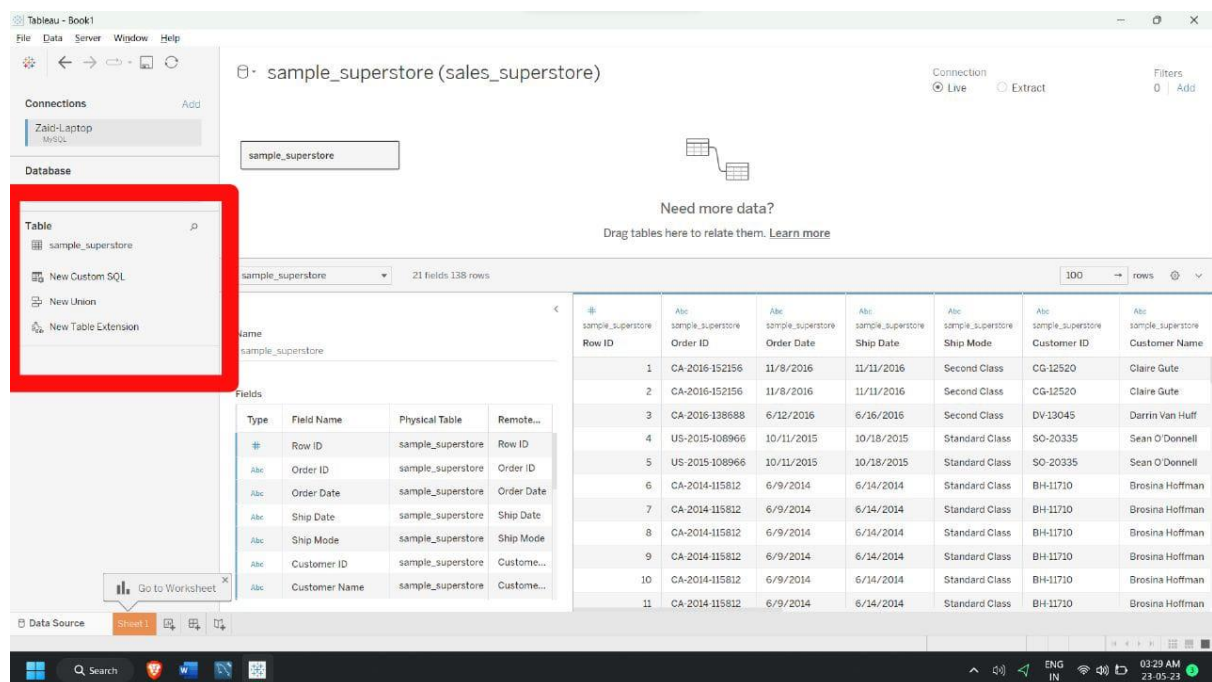 Tableau - Book1
File Data Server Window Help
Connections Add
Zaid-Laptop
MySQL
Database
Table
sample_superstore
New Custom SQL
New Union
New Table Extension
sample_superstore (sales_superstore)
Connection
Live Extract
Filters
0 Add
sample_superstore
Need more data?
Drag tables here to relate them. Learn more
sample_superstore 21 fields 138 rows 100 → rows
Name
sample_superstore
Fields
Type Field Name Physical Table Remote...
# Row ID sample_superstore Row ID
Abc Order ID sample_superstore Order ID
Abc Order Date sample_superstore Order Date
Abc Ship Date sample_superstore Ship Date
Abc Ship Mode sample_superstore Ship Mode
Abc Customer ID sample_superstore Custome...
Abc Customer Name sample_superstore Custome...
# Abc Abc Abc Abc Abc Abc
sample_superstore sample_superstore sample_superstore sample_superstore sample_superstore sample_superstore sample_superstore
Row ID Order ID Order Date Ship Date Ship Mode Customer ID Customer Name
1 CA-2016-152156 11/8/2016 11/11/2016 Second Class CG-12520 Claire Gute
2 CA-2016-152156 11/8/2016 11/11/2016 Second Class CG-12520 Claire Gute
3 CA-2016-138688 6/12/2016 6/16/2016 Second Class DV-13045 Darrin Van Huff
4 US-2015-108966 10/11/2015 10/18/2015 Standard Class SO-20335 Sean O'Donnell
5 US-2015-108966 10/11/2015 10/18/2015 Standard Class SO-20335 Sean O'Donnell
6 CA-2014-115812 6/9/2014 6/14/2014 Standard Class BH-11710 Brosina Hoffman
7 CA-2014-115812 6/9/2014 6/14/2014 Standard Class BH-11710 Brosina Hoffman
8 CA-2014-115812 6/9/2014 6/14/2014 Standard Class BH-11710 Brosina Hoffman
9 CA-2014-115812 6/9/2014 6/14/2014 Standard Class BH-11710 Brosina Hoffman
10 CA-2014-115812 6/9/2014 6/14/2014 Standard Class BH-11710 Brosina Hoffman
11 CA-2014-115812 6/9/2014 6/14/2014 Standard Class BH-11710 Brosina Hoffman
Go to Worksheet
Data Source Sheet 1
Search
ENG
IN
03:29 AM
23-05-23
3